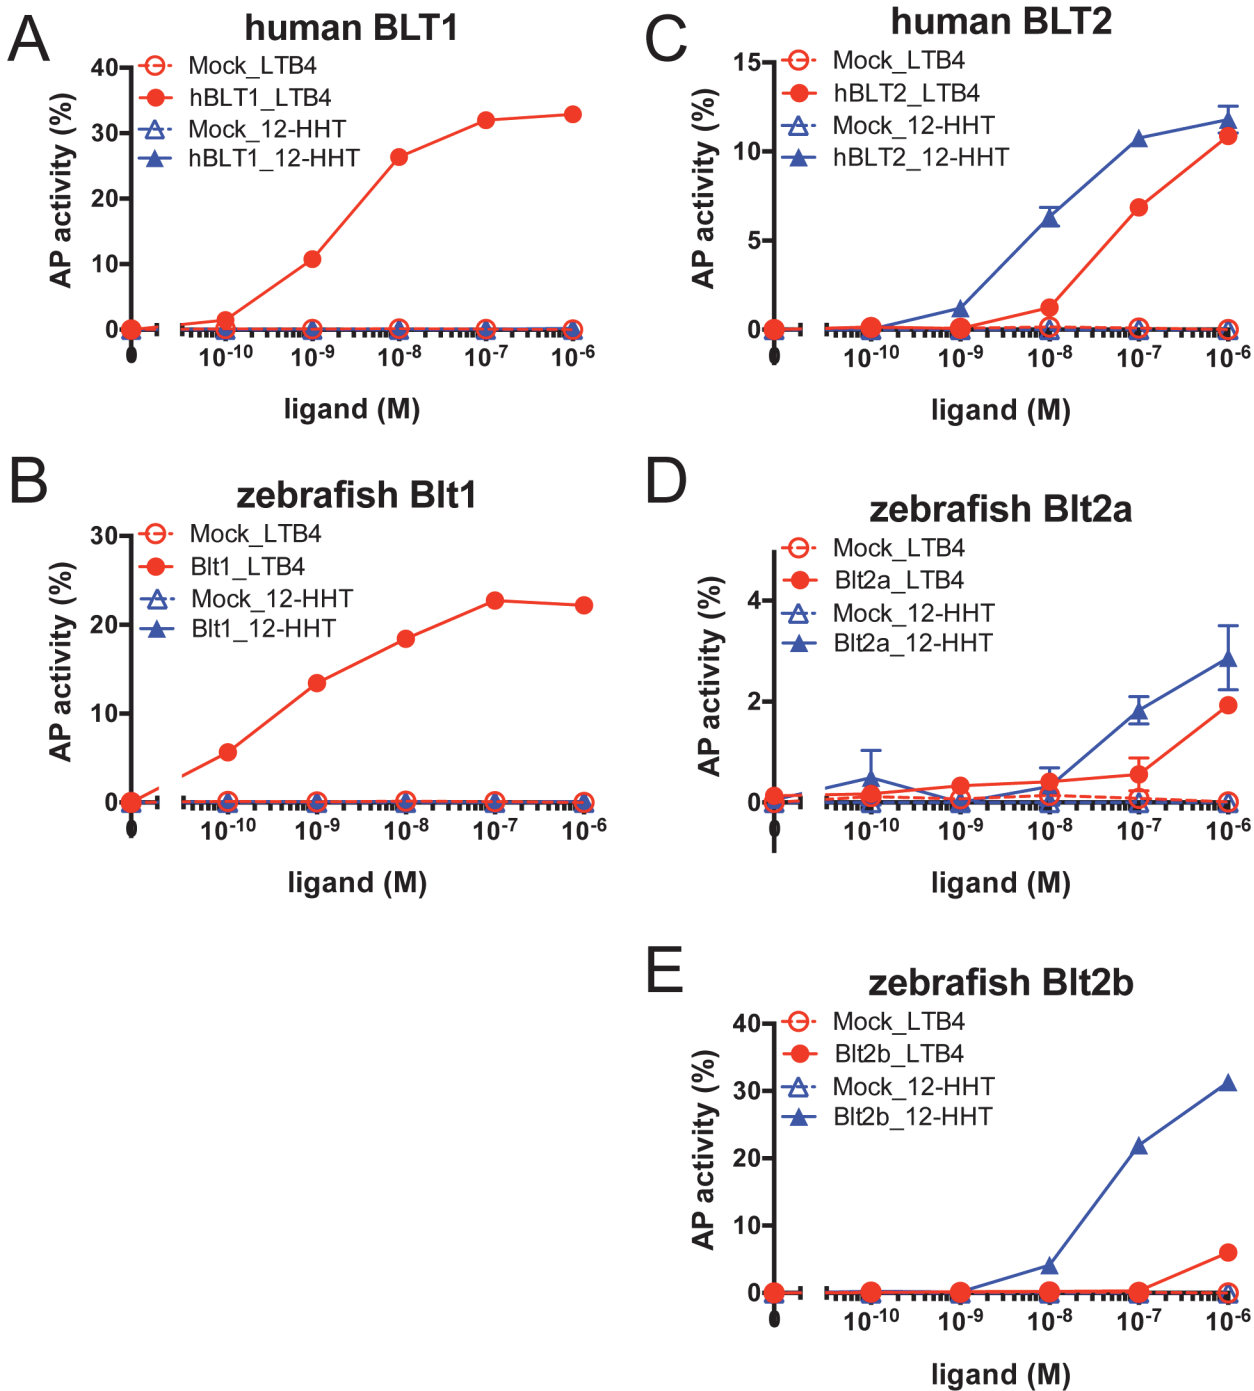 A
human BLT1
Mock_LTB4
hBLT1_LTB4
Mock_12-HHT
hBLT1_12-HHT
AP activity (%)
40
30
20
10
0
0 10-10 10-9 10-8 10-7 10-6
ligand (M)
C
human BLT2
Mock_LTB4
hBLT2_LTB4
Mock_12-HHT
hBLT2_12-HHT
AP activity (%)
15
10
5
0
0 10-10 10-9 10-8 10-7 10-6
ligand (M)
B
zebrafish Blt1
Mock_LTB4
Blt1_LTB4
Mock_12-HHT
Blt1_12-HHT
AP activity (%)
30
20
10
0
0 10-10 10-9 10-8 10-7 10-6
ligand (M)
D
zebrafish Blt2a
Mock_LTB4
Blt2a_LTB4
Mock_12-HHT
Blt2a_12-HHT
AP activity (%)
4
2
0
0 10-10 10-9 10-8 10-7 10-6
ligand (M)
E
zebrafish Blt2b
Mock_LTB4
Blt2b_LTB4
Mock_12-HHT
Blt2b_12-HHT
AP activity (%)
40
30
20
10
0
0 10-10 10-9 10-8 10-7 10-6
ligand (M)